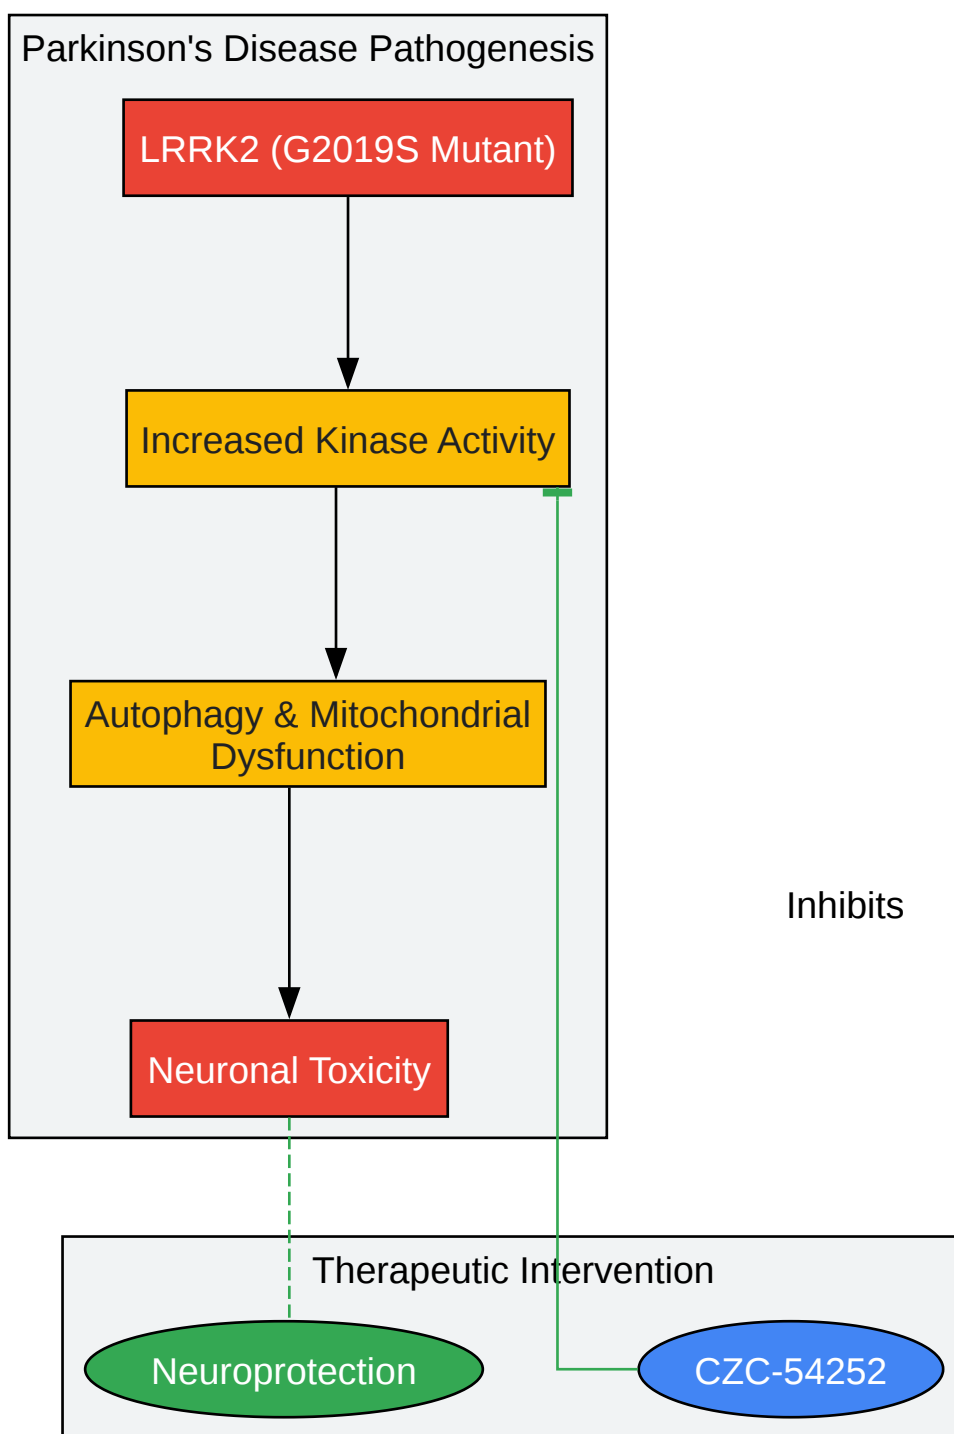 Parkinson's Disease Pathogenesis
LRRK2 (G2019S Mutant)
Increased Kinase Activity
Autophagy & Mitochondrial
Dysfunction
Inhibits
Neuronal Toxicity
Therapeutic Intervention
Neuroprotection
CZC-54252